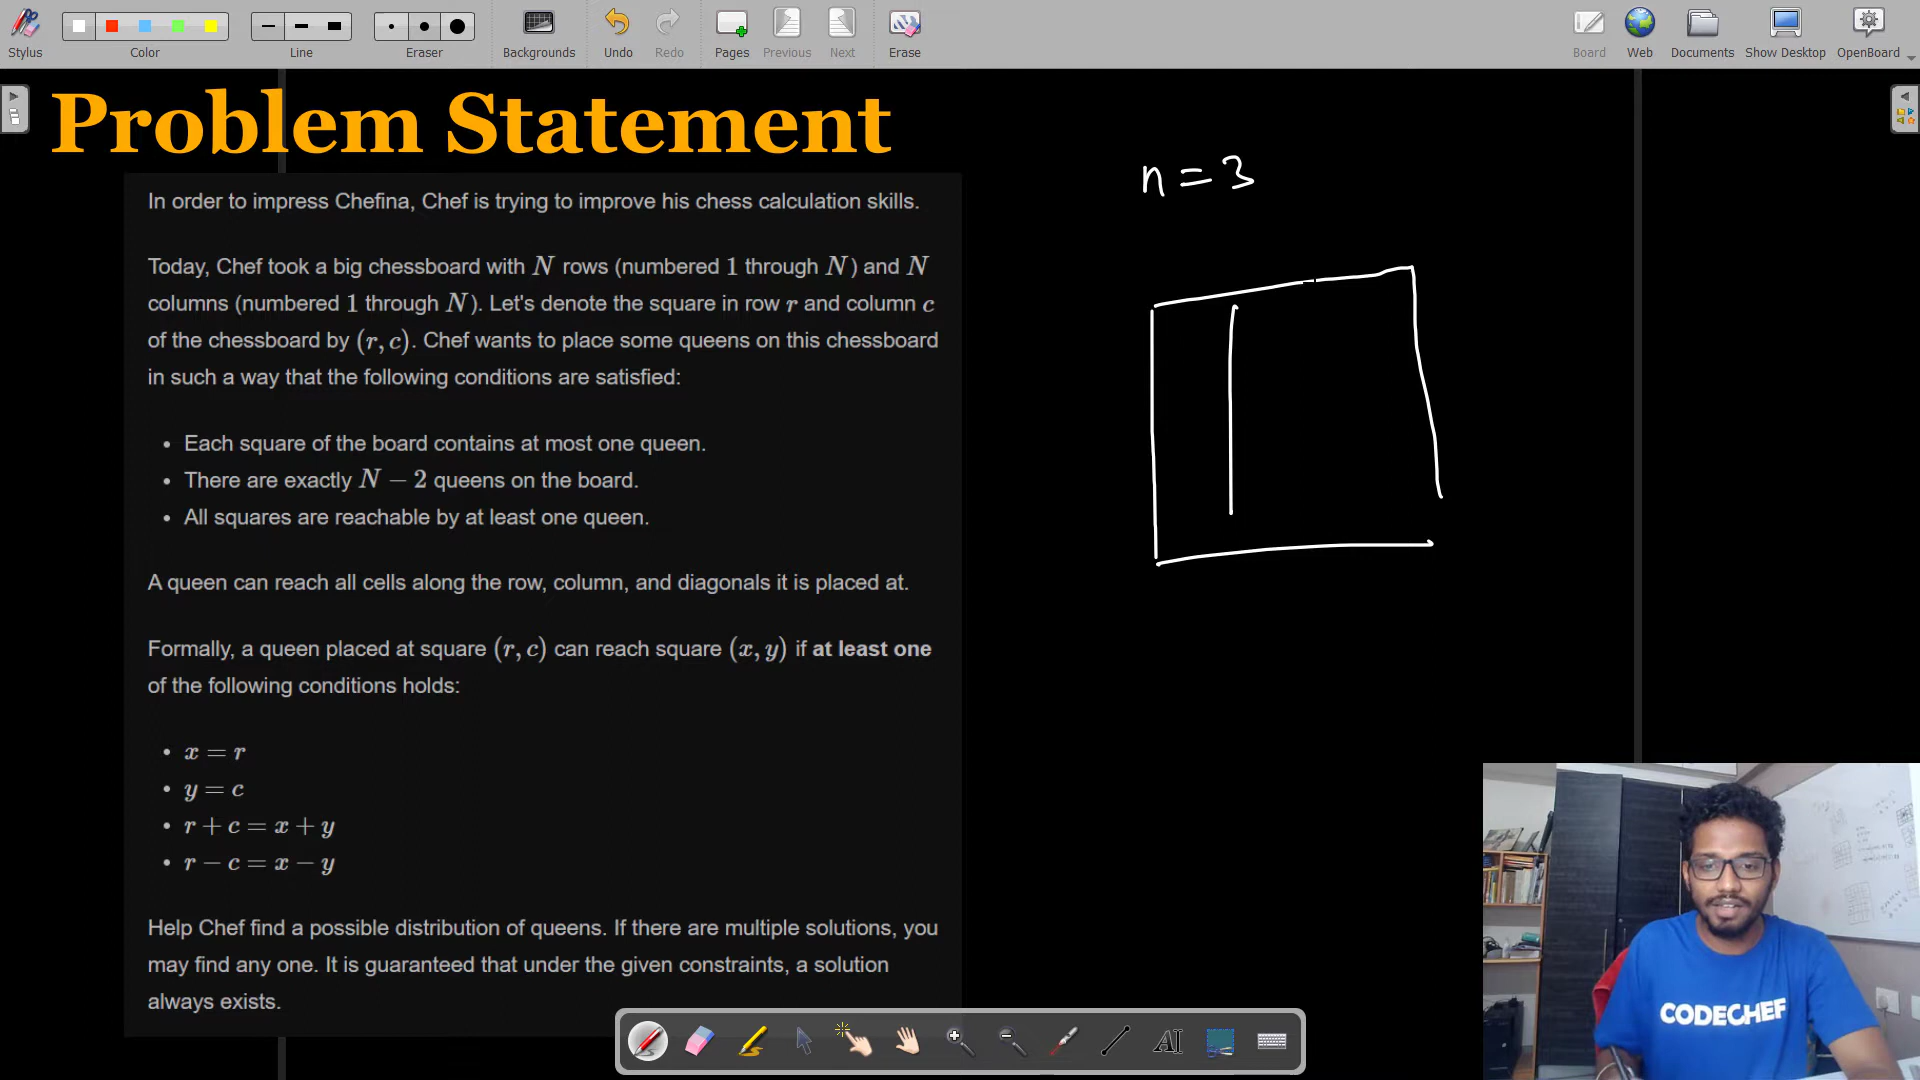 Stylus Color Line Eraser Backgrounds Undo Redo Pages Previous Next Erase Board Web Documents Show Desktop OpenBoard
Problem Statement
In order to impress Chefina, Chef is trying to improve his chess calculation skills.
Today, Chef took a big chessboard with N rows (numbered 1 through N) and N
columns (numbered 1 through N). Let's denote the square in row r and column c
of the chessboard by (r, c). Chef wants to place some queens on this chessboard
in such a way that the following conditions are satisfied:
• Each square of the board contains at most one queen.
• There are exactly N − 2 queens on the board.
• All squares are reachable by at least one queen.
A queen can reach all cells along the row, column, and diagonals it is placed at.
Formally, a queen placed at square (r, c) can reach square (x, y) if at least one
of the following conditions holds:
• x = r
• y = c
• r + c = x + y
• r − c = x − y
Help Chef find a possible distribution of queens. If there are multiple solutions, you
may find any one. It is guaranteed that under the given constraints, a solution
always exists.
n = 3
CODECHEF
AI